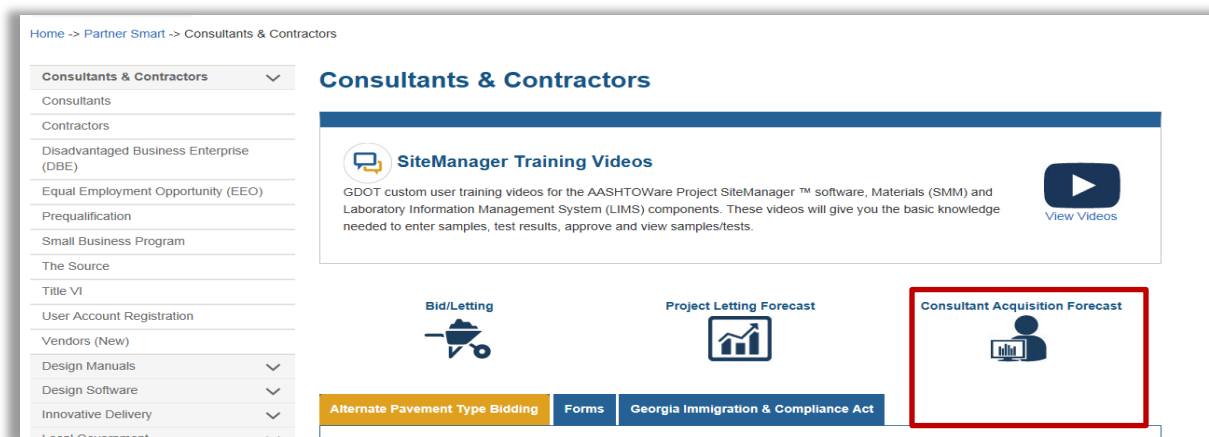 Home -> Partner Smart -> Consultants & Contractors
Consultants & Contractors
Consultants
Contractors
Disadvantaged Business Enterprise
(DBE)
Equal Employment Opportunity (EEO)
Prequalification
Small Business Program
The Source
Title VI
User Account Registration
Vendors (New)
Design Manuals
Design Software
Innovative Delivery
Local Government
Consultants & Contractors
SiteManager Training Videos
GDOT custom user training videos for the AASHTOWare Project SiteManager ™ software, Materials (SMM) and
Laboratory Information Management System (LIMS) components. These videos will give you the basic knowledge
needed to enter samples, test results, approve and view samples/tests.
View Videos
Bid/Letting
Project Letting Forecast
Consultant Acquisition Forecast
Alternate Pavement Type Bidding
Forms
Georgia Immigration & Compliance Act